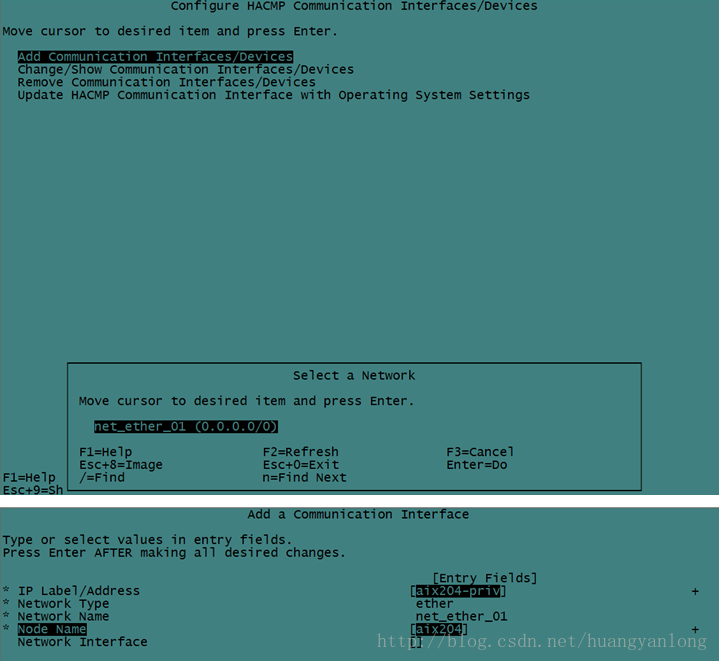 Configure HACMP Communication Interfaces/Devices
Move cursor to desired item and press Enter.
Add Communication Interfaces/Devices
Change/Show Communication Interfaces/Devices
Remove Communication Interfaces/Devices
Update HACMP Communication Interface with Operating System Settings
Select a Network
Move cursor to desired item and press Enter.
net_ether_01 (0.0.0.0/0)
F1=Help F2=Refresh F3=Cancel
Esc+8=Image Esc+0=Exit Enter=Do
F1=Help /=Find n=Find Next
Esc+9=Sh
Add a Communication Interface
Type or select values in entry fields.
Press Enter AFTER making all desired changes.
[Entry Fields]
* IP Label/Address [aix204-priv] +
* Network Type ether
* Network Name net_ether_01
* Node Name [aix204] +
Network Interface []
http://blog.csdn.net/huangyanlong